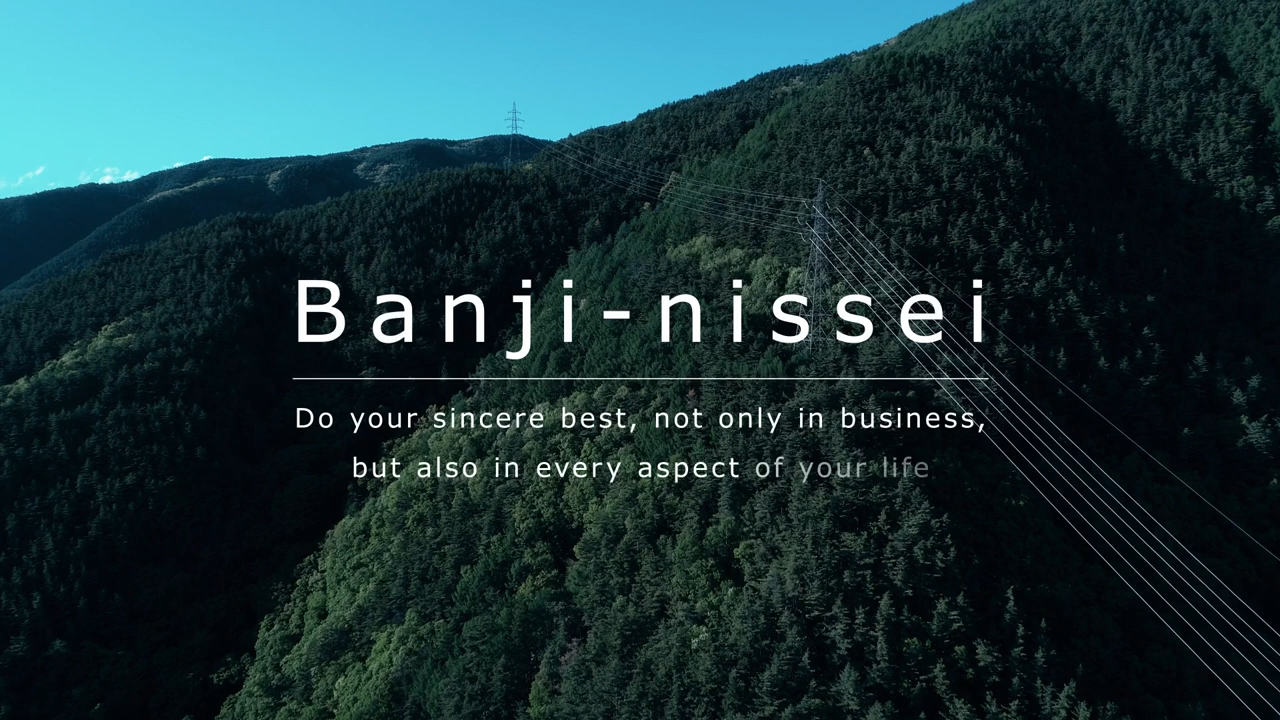 Banji-nissei
Do your sincere best, not only in business,
but also in every aspect of your life